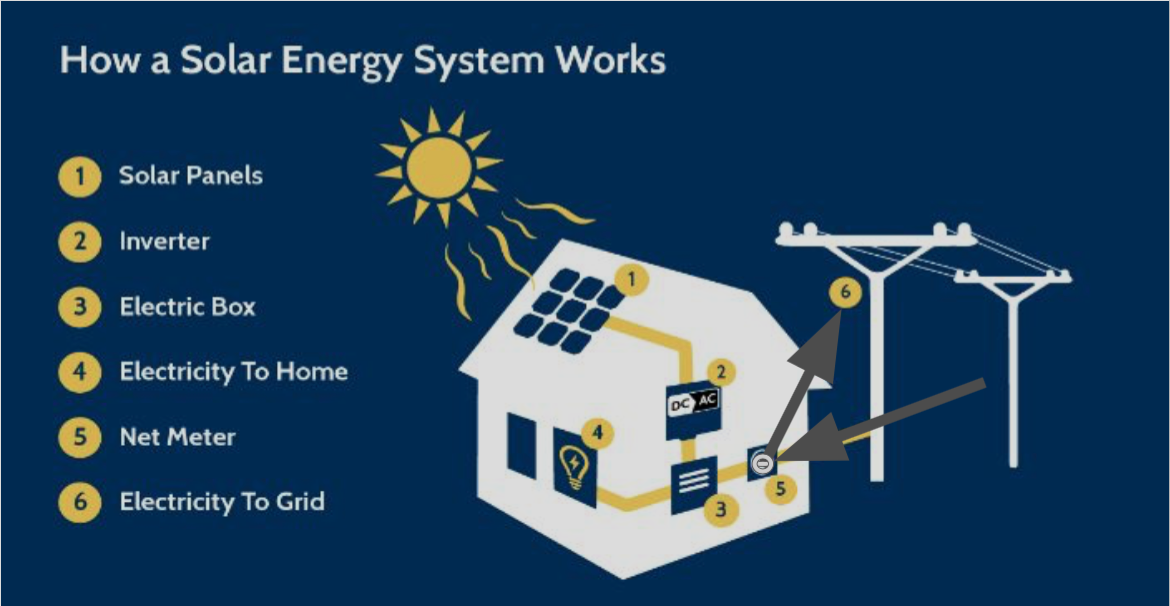 How a Solar Energy System Works
1 Solar Panels
2 Inverter
3 Electric Box
4 Electricity To Home
5 Net Meter
6 Electricity To Grid
1
2
DC AC
4
3
5
6